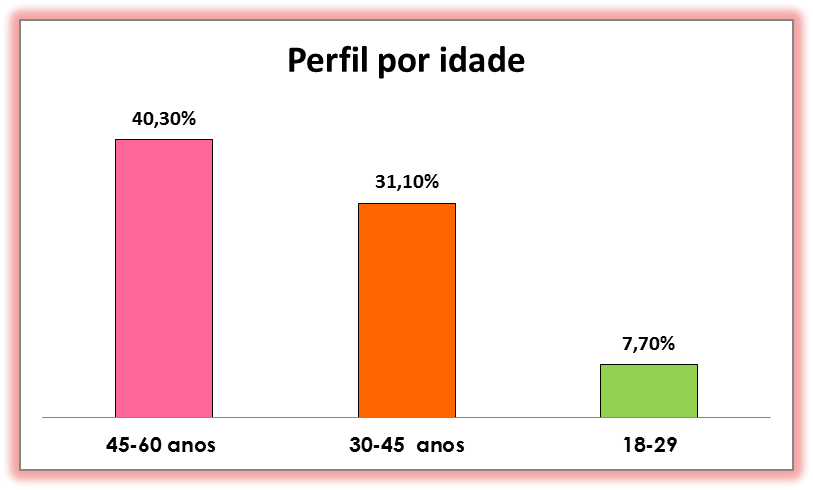 Perfil por idade
40,30%
31,10%
7,70%
45-60 anos
30-45  anos
18-29